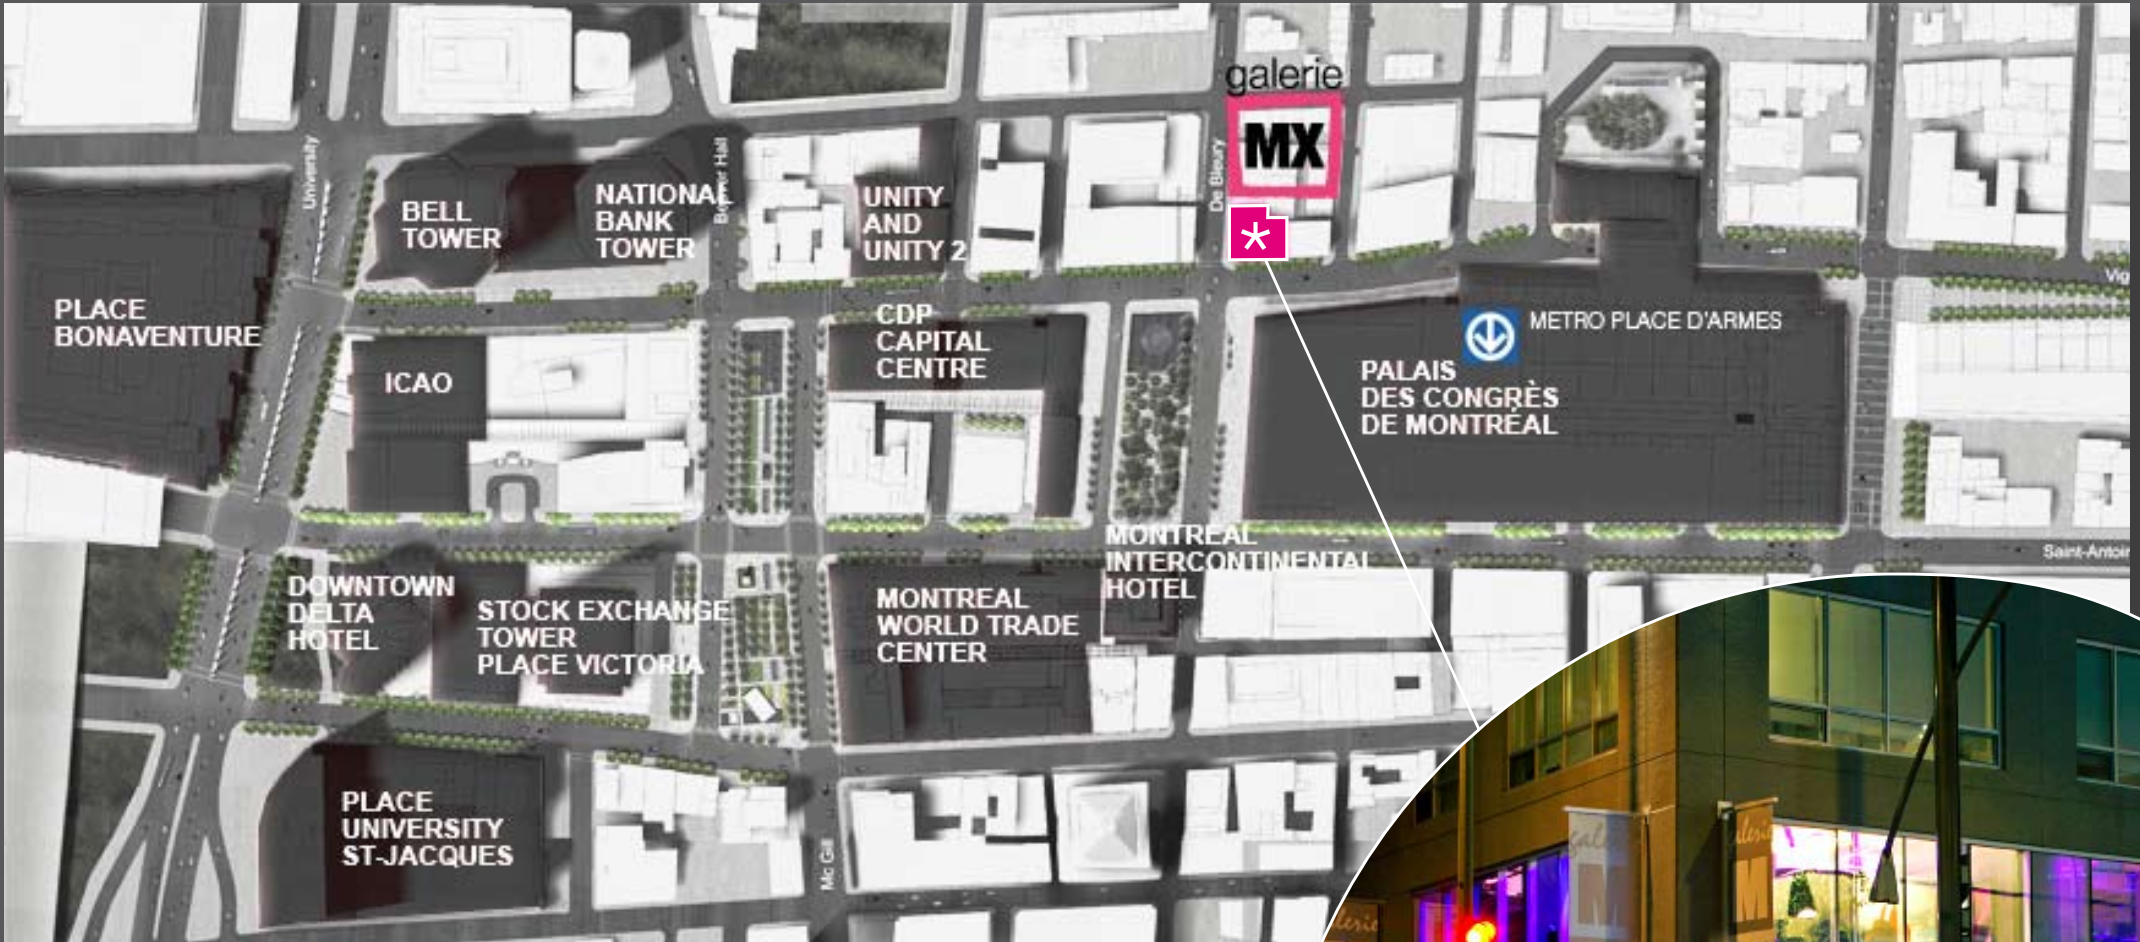 galerie
MX
*
University
Beaver Hall
De Bleury
BELL
TOWER
NATIONAL
BANK
TOWER
UNITY
AND
UNITY 2
PLACE
BONAVENTURE
ICAO
CDP
CAPITAL
CENTRE
METRO PLACE D'ARMES
PALAIS
DES CONGRÈS
DE MONTRÉAL
Vig
Saint-Antoin
MONTREAL
INTERCONTINENTAL
HOTEL
DOWNTOWN
DELTA
HOTEL
STOCK EXCHANGE
TOWER
PLACE VICTORIA
MONTREAL
WORLD TRADE
CENTER
PLACE
UNIVERSITY
ST-JACQUES
Mc Gill
M
M